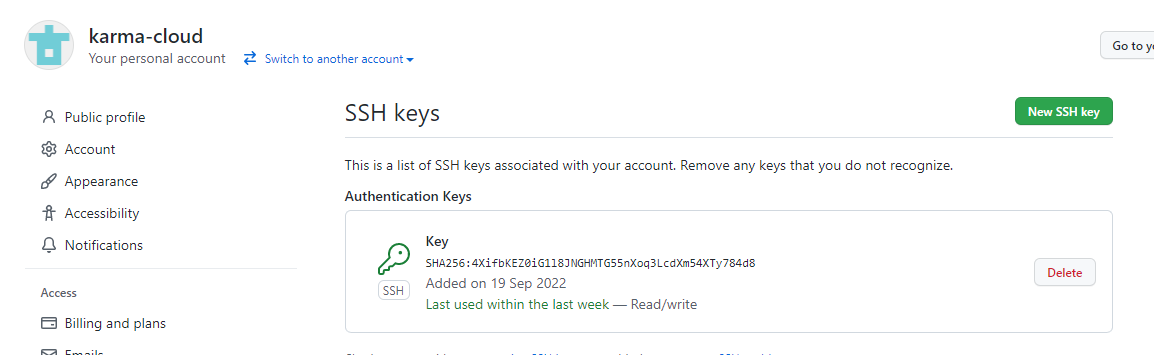 karma-cloud
Your personal account
Switch to another account
Go to
Public profile
Account
Appearance
Accessibility
Notifications
Access
Billing and plans
Emails
SSH keys
New SSH key
This is a list of SSH keys associated with your account. Remove any keys that you do not recognize.
Authentication Keys
Key
SHA256:4XifbKEZ0iG1l8JNGHMTG55nXoq3LcdXm54XTy784d8
Added on 19 Sep 2022
Last used within the last week — Read/write
SSH
Delete